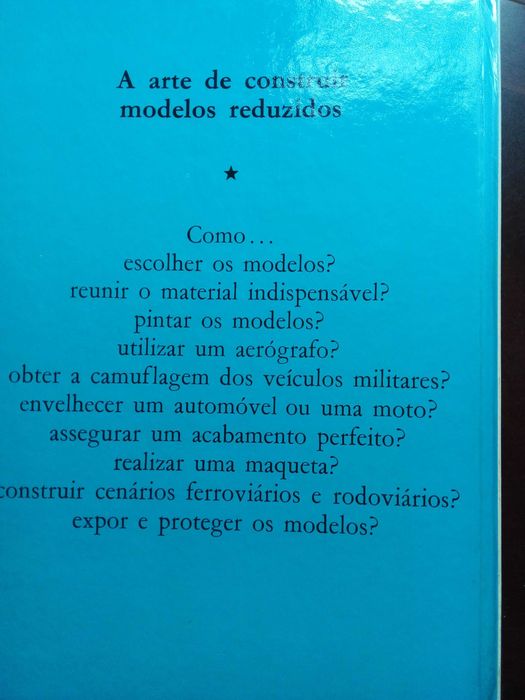 A arte de construir
modelos reduzidos
★
Como...
escolher os modelos?
reunir o material indispensável?
pintar os modelos?
utilizar um aerógrafo?
obter a camuflagem dos veículos militares?
envelhecer um automóvel ou uma moto?
assegurar um acabamento perfeito?
realizar uma maqueta?
construir cenários ferroviários e rodoviários?
expor e proteger os modelos?